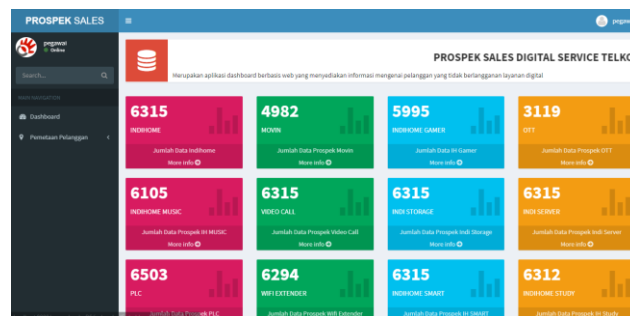 PROSPEK SALES
pegawai
pegawai
Online
Search...
MAIN NAVIGATION
Dashboard
Pemetaan Pelanggan
PROSPEK SALES DIGITAL SERVICE TELKO
Merupakan aplikasi dashboard berbasis web yang menyediakan informasi mengenai pelanggan yang tidak berlangganan layanan digital
6315
INDIHOME
Jumlah Data Indihome
More info
4982
MOVIN
Jumlah Data Prospek Movin
More info
5995
INDIHOME GAMER
Jumlah Data IH Gamer
More info
3119
OTT
Jumlah Data Prospek OTT
More info
6105
INDIHOME MUSIC
Jumlah Data Prospek IH MUSIC
More info
6315
VIDEO CALL
Jumlah Data Prospek Video Call
More info
6315
INDI STORAGE
Jumlah Data Prospek Indi Storage
More info
6315
INDI SERVER
Jumlah Data Prospek Indi Server
More info
6503
PLC
Jumlah Data Prospek PLC
6294
WIFI EXTENDER
Jumlah Data Prospek Wifi Extender
6315
INDIHOME SMART
Jumlah Data Prospek IH SMART
6312
INDIHOME STUDY
Jumlah Data Prospek IH Study